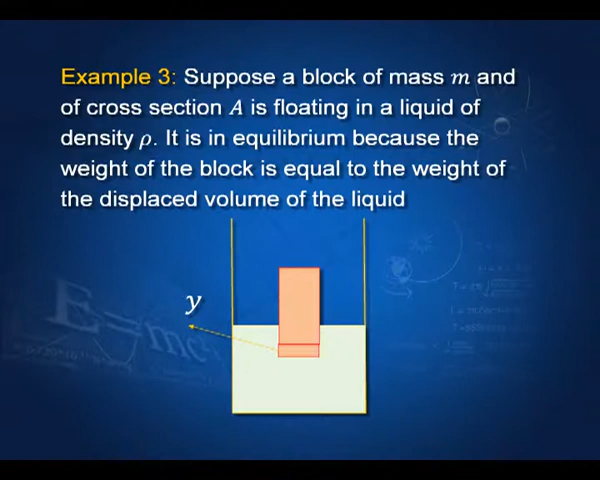 Example 3: Suppose a block of mass m and
of cross section A is floating in a liquid of
density ρ. It is in equilibrium because the
weight of the block is equal to the weight of
the displaced volume of the liquid
y
E=mc